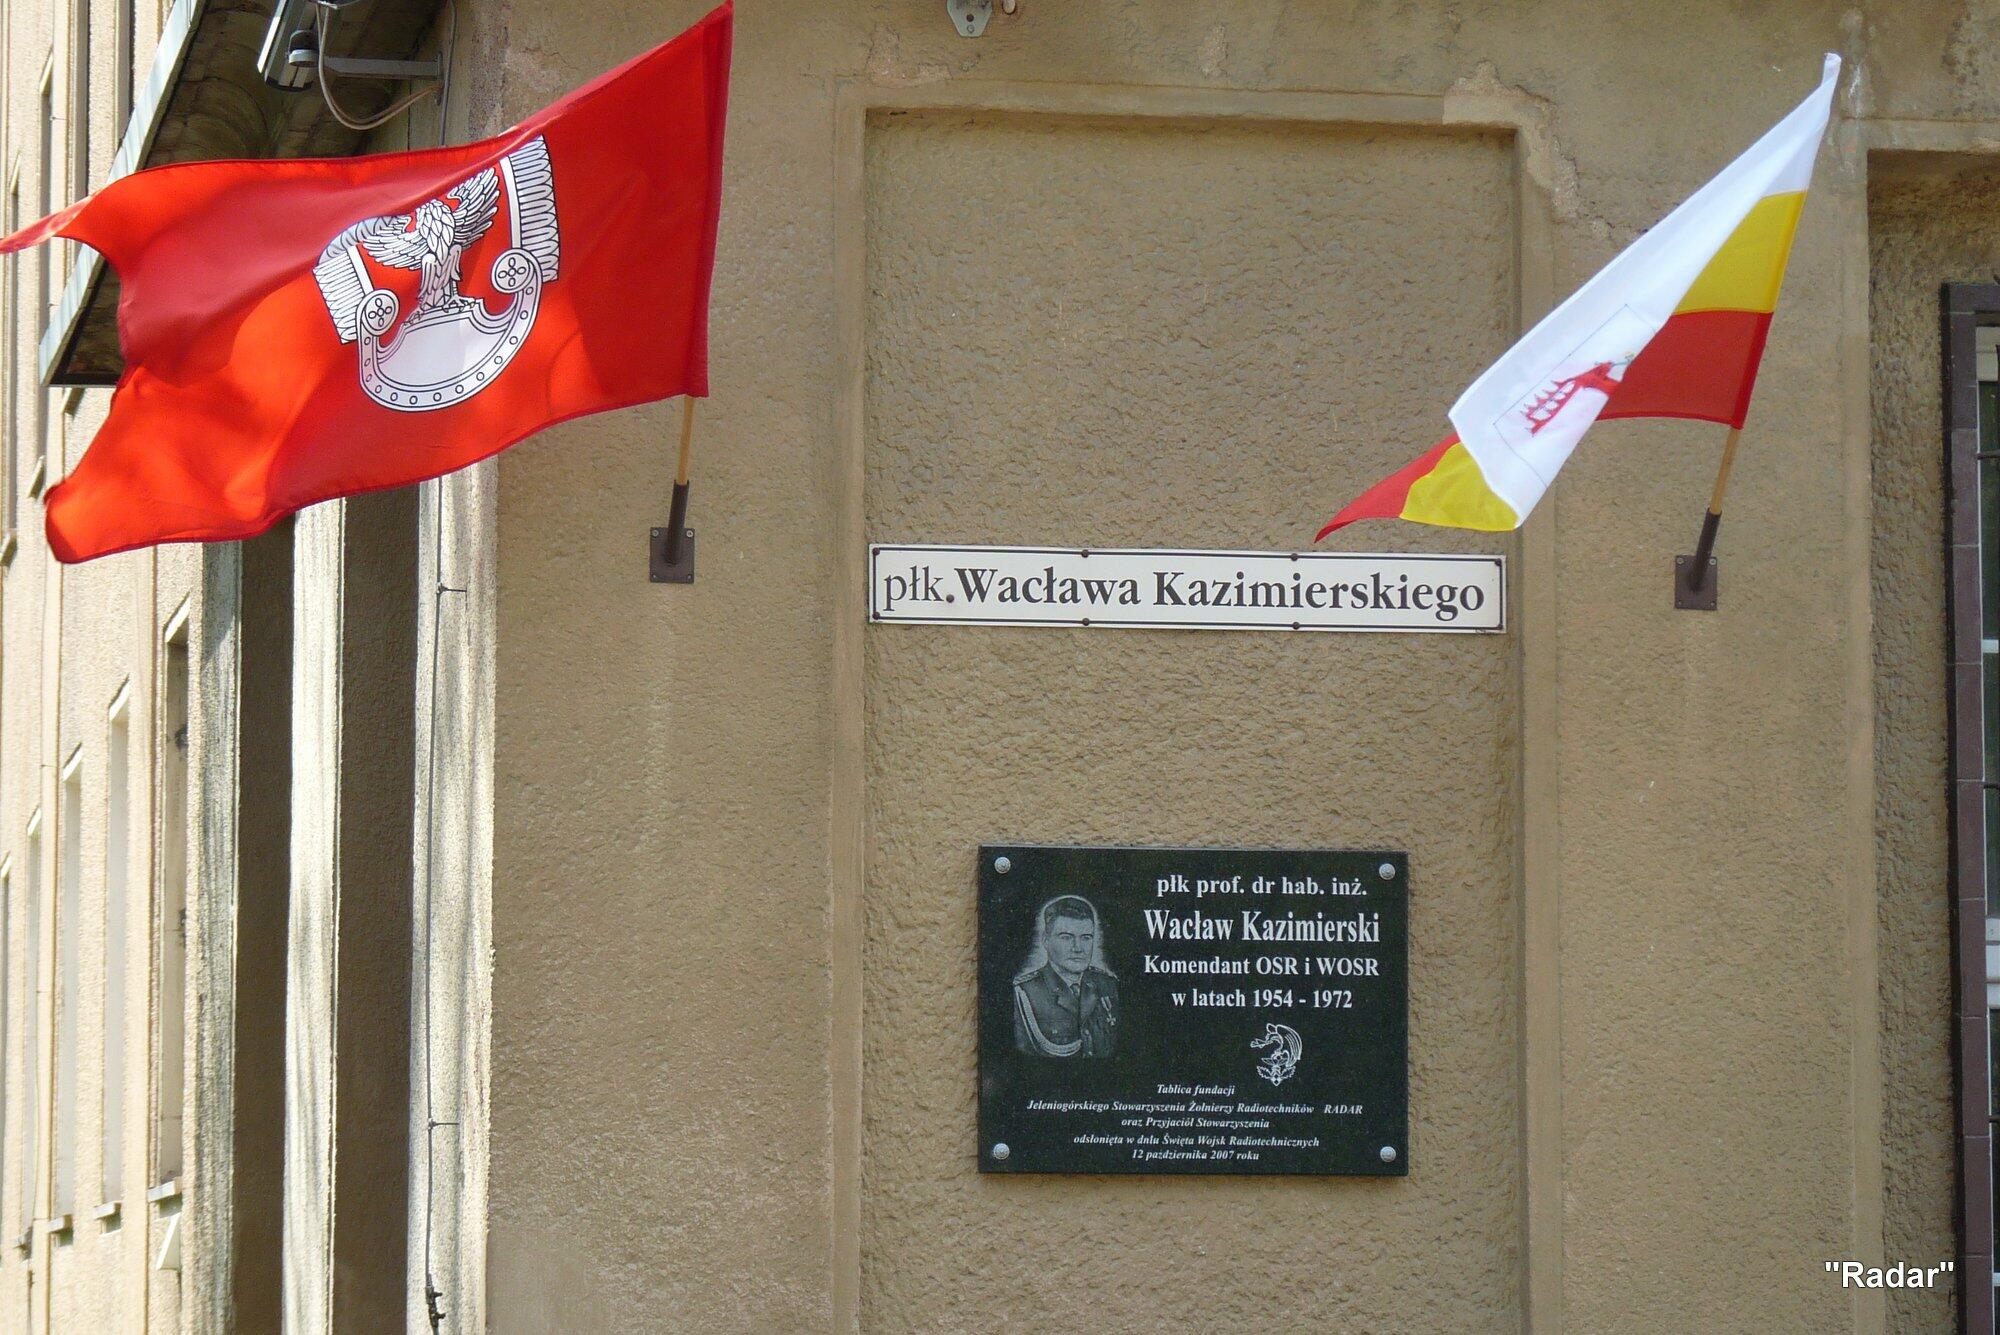 płk.Wacława Kazimierskiego
płk prof. dr hab. inż.
Wacław Kazimierski
Komendant OSR i WOSR
w latach 1954 - 1972
Tablica fundacji
Jeleniogórskiego Stowarzyszenia Żołnierzy Radiotechników RADAR
oraz Przyjaciół Stowarzyszenia
odsłonięta w dniu Święta Wojsk Radiotechnicznych
12 października 2007 roku
"Radar"